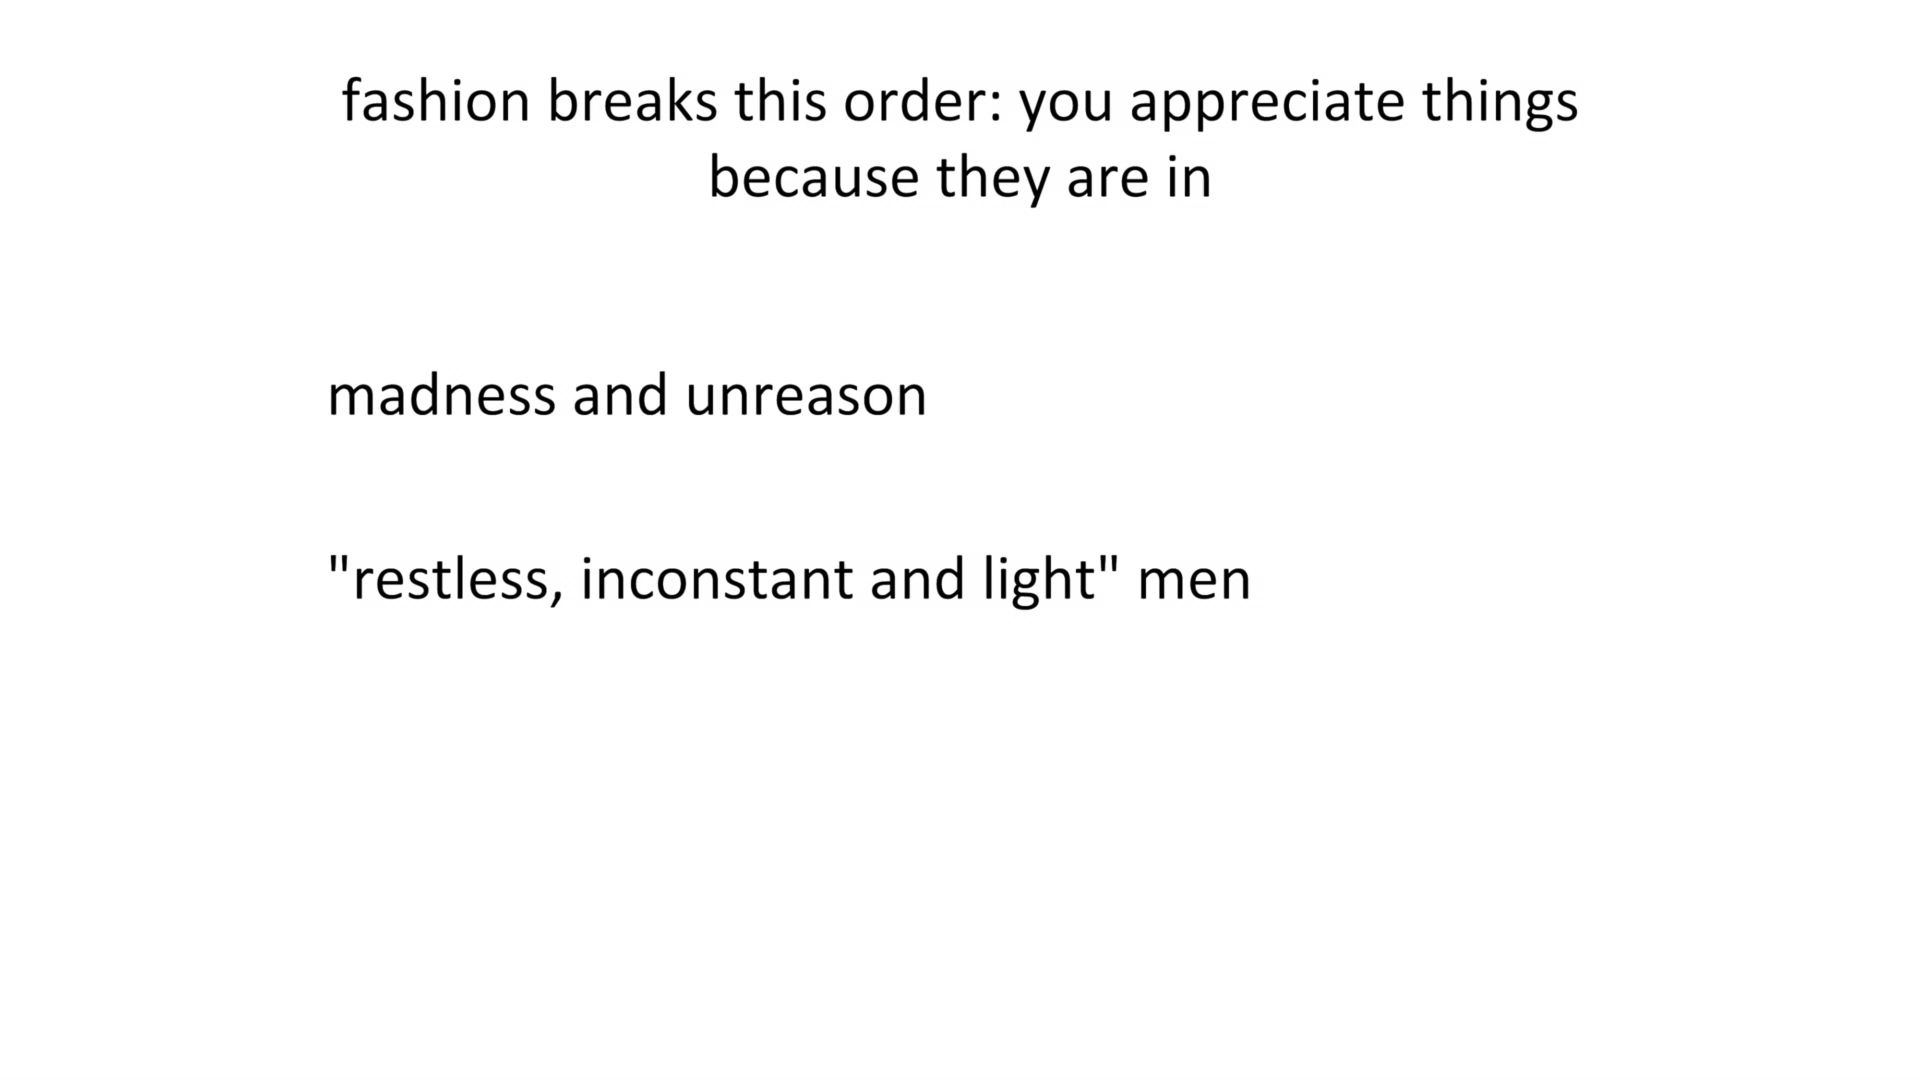 fashion breaks this order: you appreciate things
because they are in
madness and unreason
"restless, inconstant and light" men